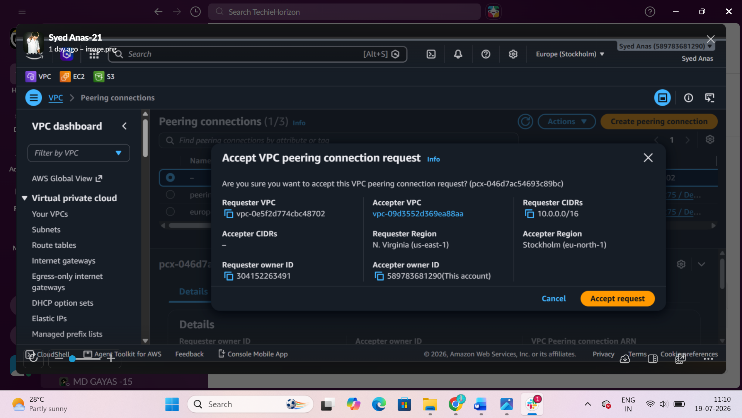 Search TechieHorizon
Syed Anas-21
1 day ago – image.png
Search
[Alt+S]
Europe (Stockholm)
Syed Anas (589783681290)
Syed Anas
VPC
EC2
S3
VPC
Peering connections
VPC dashboard
Filter by VPC
AWS Global View
Virtual private cloud
Your VPCs
Subnets
Route tables
Internet gateways
Egress-only internet
gateways
DHCP option sets
Elastic IPs
Managed prefix lists
Peering connections (1/3) Info
Actions
Create peering connection
Find peering connections by attribute or tag
1
Name
Accept VPC peering connection request Info
Are you sure you want to accept this VPC peering connection request? (pcx-046d7ac54693c89bc)
Requester VPC
vpc-0e5f2d774cbc48702
Accepter VPC
vpc-09d3552d369ea88aa
Requester CIDRs
10.0.0.0/16
Accepter CIDRs
–
Requester Region
N. Virginia (us-east-1)
Accepter Region
Stockholm (eu-north-1)
Requester owner ID
304152263491
Accepter owner ID
589783681290(This account)
Cancel
Accept request
Details
Details
Requester owner ID
Accepter owner ID
VPC Peering connection ARN
CloudShell
Agent Toolkit for AWS
Feedback
Console Mobile App
© 2026, Amazon Web Services, Inc. or its affiliates.
Privacy
Terms
Cookie preferences
MD GAYAS -15
28°C
Partly sunny
Search
ENG
IN
11:10
19-07-2026